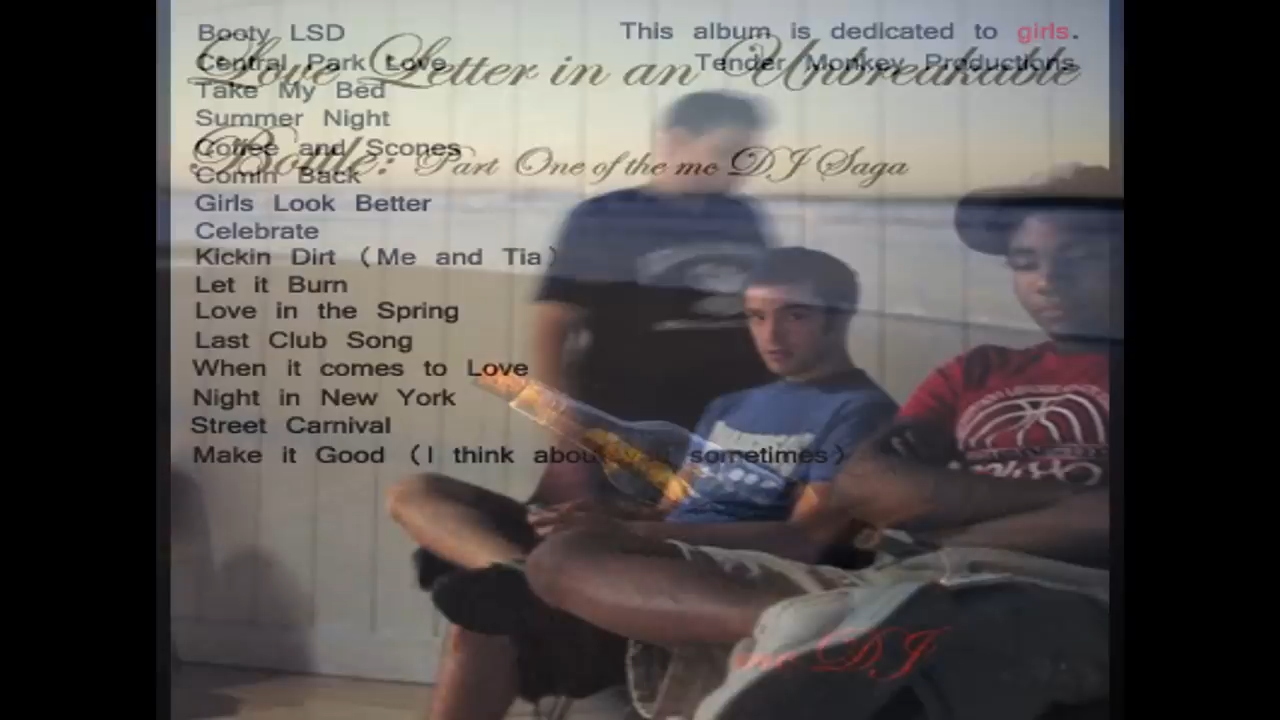 Booty LSD
Central Park Love
Take My Bed
Summer Night
Coffee and Scones
Comin Back
Girls Look Better
Celebrate
Kickin Dirt (Me and Tia)
Let it Burn
Love in the Spring
Last Club Song
When it comes to Love
Night in New York
Street Carnival
Make it Good (I think about you sometimes)
This album is dedicated to girls.
Tender Monkey Productions.
Love Letter in an Unbreakable
Bottle: Part One of the mc DJ Saga
mc DJ